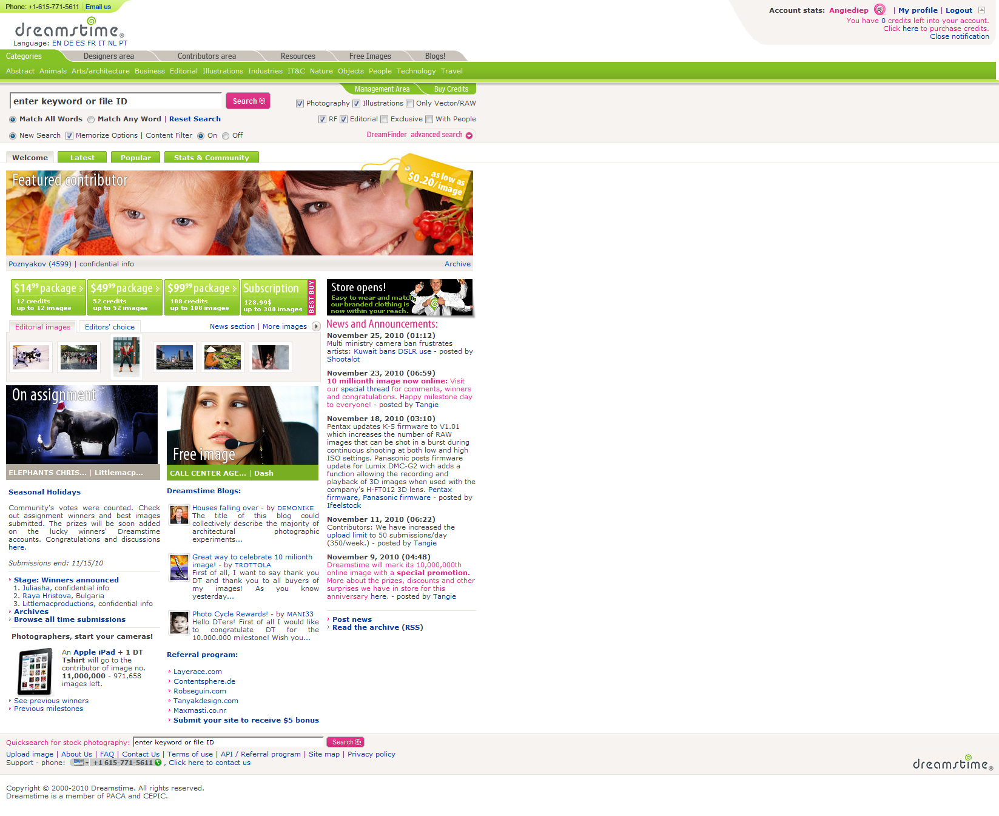 Phone: +1-615-771-5611 | Email us
dreamstime®
Language: EN DE ES FR IT NL PT
Account stats: Angiediep | My profile | Logout
You have 0 credits left into your account.
Click here to purchase credits.
Close notification
Categories Designers area Contributors area Resources Free Images Blogs!
Abstract Animals Arts/architecture Business Editorial Illustrations Industries IT&C Nature Objects People Technology Travel
Management Area Buy Credits
enter keyword or file ID Search
Photography Illustrations Only Vector/RAW
Match All Words Match Any Word | Reset Search
RF Editorial Exclusive With People
New Search Memorize Options | Content Filter On Off
DreamFinder advanced search
Welcome Latest Popular Stats & Community
Featured contributor
as low as
$0.20/image
Poznyakov (4599) | confidential info Archive
$14.99 package
12 credits
up to 12 images
$49.99 package
52 credits
up to 52 images
$99.99 package
108 credits
up to 108 images
Subscription
128.99$
up to 300 images
BEST BUY
Store opens!
Easy to wear and match,
our branded clothing is
now within your reach.
Editorial images Editors' choice News section | More images
On assignment
ELEPHANTS CHRIS... | Littlemacp...
Seasonal Holidays
Community's votes were counted. Check
out assignment winners and best images
submitted. The prizes will be soon added
on the lucky winners' Dreamstime
accounts. Congratulations and discussions
here.
Submissions end: 11/15/10
Stage: Winners announced
1. Juliasha, confidential info
2. Raya Hristova, Bulgaria
3. Littlemacproductions, confidential info
Archives
Browse all time submissions
Photographers, start your cameras!
An Apple iPad + 1 DT
Tshirt will go to the
contributor of image no.
11,000,000 - 971,658
images left.
See previous winners
Previous milestones
Free image
CALL CENTER AGE... | Dash
Dreamstime Blogs:
Houses falling over - by DEMONIKE
The title of this blog could
collectively describe the majority of
architectural photographic
experiments...
Great way to celebrate 10 milionth
image! - by TROTTOLA
First of all, I want to say thank you
DT and thank you to all buyers of
my images! As you know
yesterday...
Photo Cycle Rewards! - by MANI33
Hello DTers! First of all I would like
to congratulate DT for the
10.000.000 milestone! Wish you...
Referral program:
Layerace.com
Contentsphere.de
Robseguin.com
Tanyakdesign.com
Maxmasti.co.nr
Submit your site to receive $5 bonus
News and Announcements:
November 25, 2010 (01:12)
Multi ministry camera ban frustrates
artists: Kuwait bans DSLR use - posted by
Shootalot
November 23, 2010 (06:59)
10 millionth image now online: Visit
our special thread for comments, winners
and congratulations. Happy milestone day
to everyone! - posted by Tangie
November 18, 2010 (03:10)
Pentax updates K-5 firmware to V1.01
which increases the number of RAW
images that can be shot in a burst during
continuous shooting at both low and high
ISO settings. Panasonic posts firmware
update for Lumix DMC-G2 wich adds a
function allowing the recording and
playback of 3D images when used with the
company's H-FT012 3D lens. Pentax
firmware, Panasonic firmware - posted by
Ifeelstock
November 11, 2010 (06:22)
Contributors: We have increased the
upload limit to 50 submissions/day
(350/week.) - posted by Tangie
November 9, 2010 (04:48)
Dreamstime will mark its 10,000,000th
online image with a special promotion.
More about the prizes, discounts and other
surprises we have in store for this
anniversary here. - posted by Tangie
Post news
Read the archive (RSS)
Quicksearch for stock photography: enter keyword or file ID Search
Upload image | About Us | FAQ | Contact Us | Terms of use | API / Referral program | Site map | Privacy policy
Support - phone: +1 615-771-5611 , Click here to contact us
dreamstime®
Copyright © 2000-2010 Dreamstime. All rights reserved.
Dreamstime is a member of PACA and CEPIC.